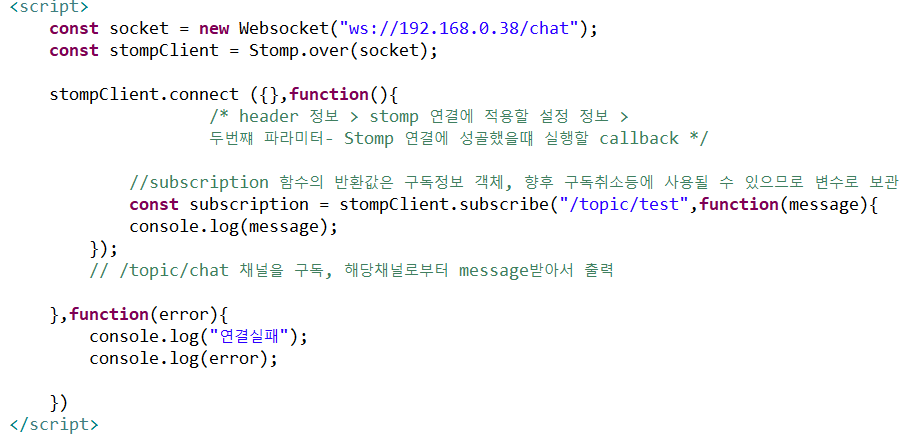 <script>
const socket = new Websocket("ws://192.168.0.38/chat");
const stompClient = Stomp.over(socket);
stompClient.connect ({},function(){
/* header 정보 > stomp 연결에 적용할 설정 정보 >
두번째 파라미터- Stomp 연결에 성골했을떄 실행할 callback */
//subscription 함수의 반환값은 구독정보 객체, 향후 구독취소등에 사용될 수 있으므로 변수로 보관
const subscription = stompClient.subscribe("/topic/test",function(message){
console.log(message);
});
// /topic/chat 채널을 구독, 해당채널로부터 message받아서 출력
},function(error){
console.log("연결실패");
console.log(error);
})
</script>